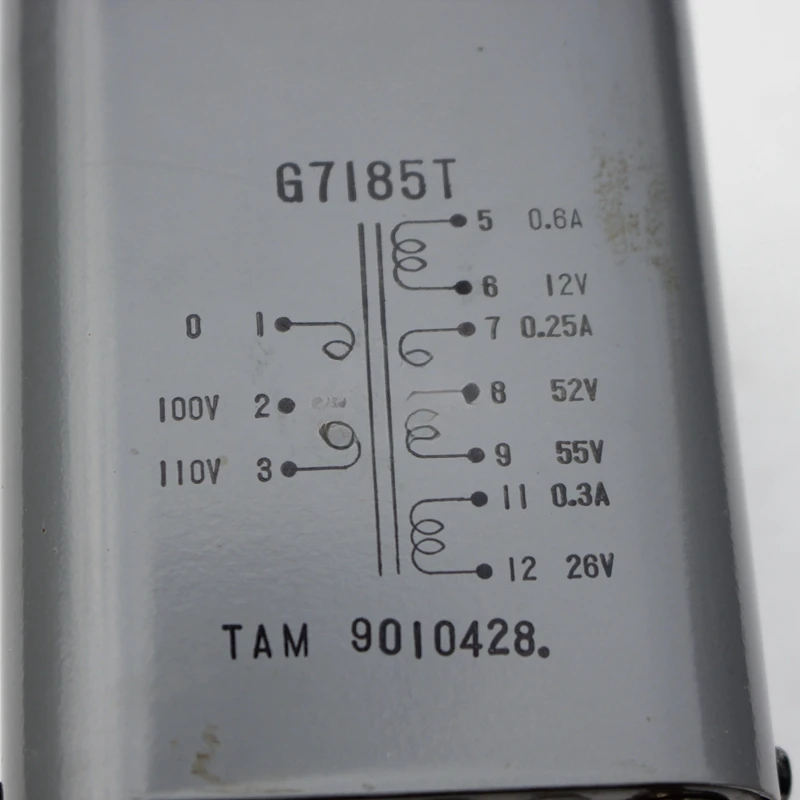 G7185T
5 0.6A
6 12V
0 1 7 0.25A
100V 2 8 52V
110V 3 9 55V
11 0.3A
12 26V
TAM 9010428.